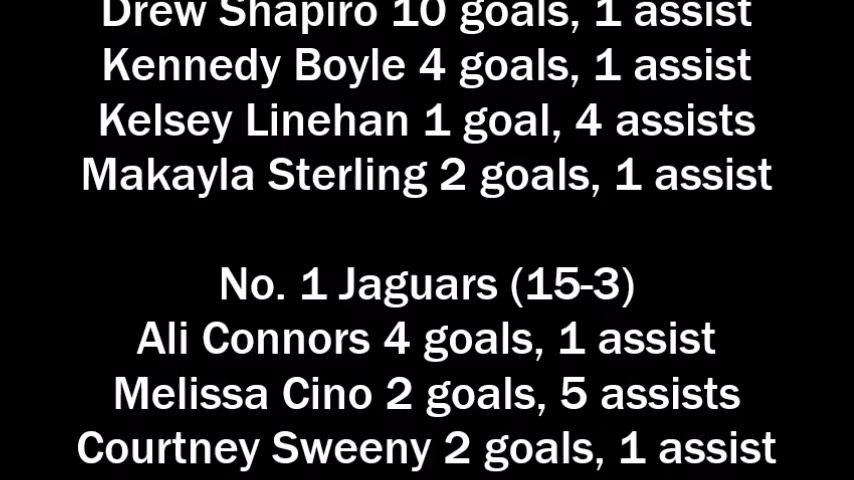 Drew Shapiro 10 goals, 1 assist
Kennedy Boyle 4 goals, 1 assist
Kelsey Linehan 1 goal, 4 assists
Makayla Sterling 2 goals, 1 assist
No. 1 Jaguars (15-3)
Ali Connors 4 goals, 1 assist
Melissa Cino 2 goals, 5 assists
Courtney Sweeny 2 goals, 1 assist